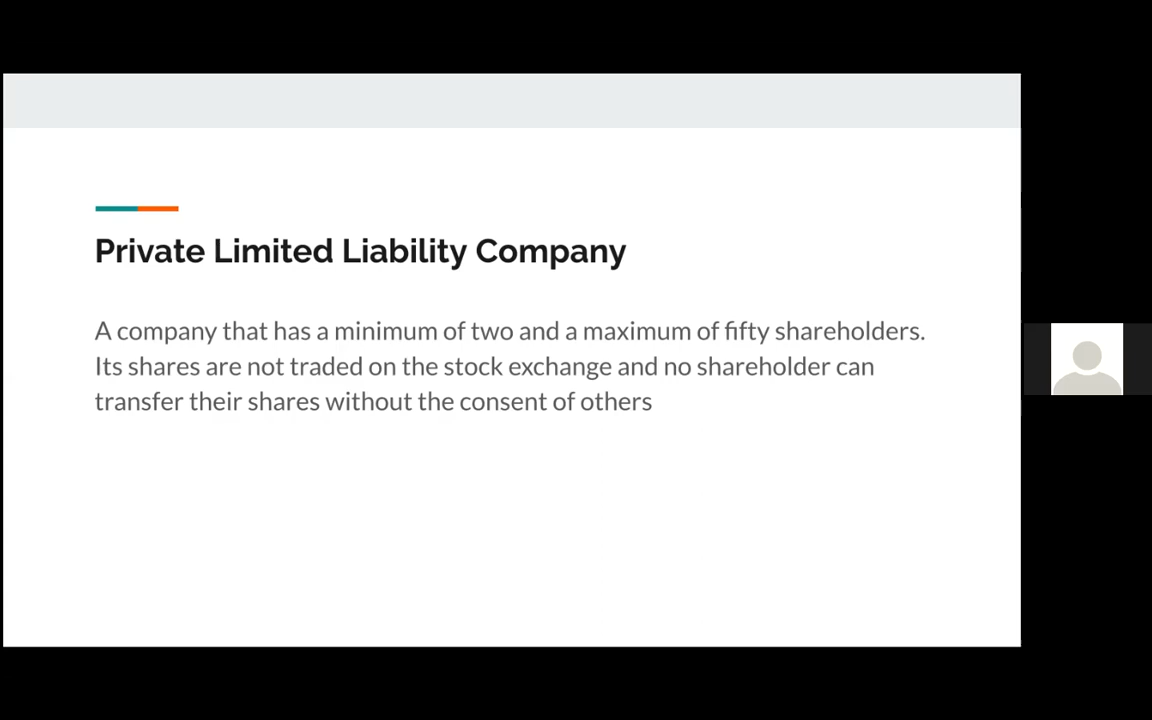 Private Limited Liability Company
A company that has a minimum of two and a maximum of fifty shareholders.
Its shares are not traded on the stock exchange and no shareholder can
transfer their shares without the consent of others